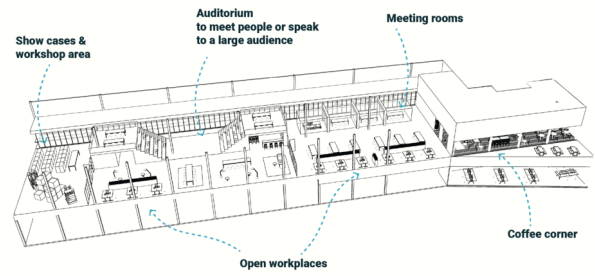 Show cases &
workshop area
Auditorium
to meet people or speak
to a large audience
Meeting rooms
Coffee corner
Open workplaces